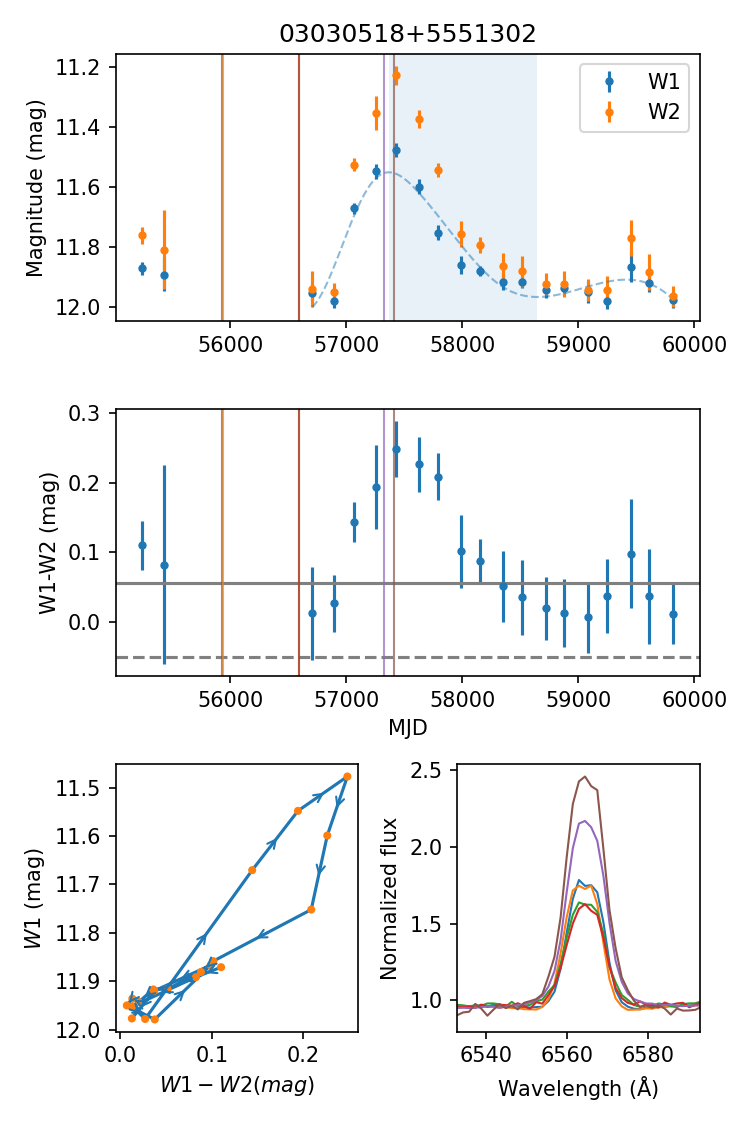 03030518+5551302
Magnitude (mag)
11.2
11.4
11.6
11.8
12.0
W1
W2
56000 57000 58000 59000 60000
W1-W2 (mag)
0.3
0.2
0.1
0.0
56000 57000 58000 59000 60000
MJD
W1 (mag)
11.5
11.6
11.7
11.8
11.9
12.0
0.0 0.1 0.2
W1 − W2(mag)
Normalized flux
2.5
2.0
1.5
1.0
6540 6560 6580
Wavelength (Å)